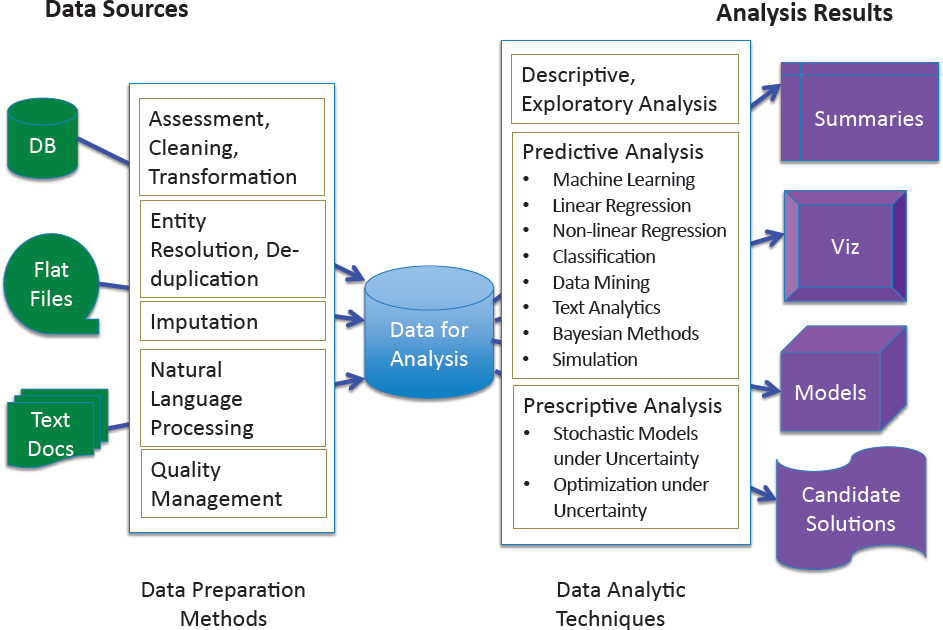 Data Sources
Analysis Results
DB
Flat
Files
Text
Docs
Assessment,
Cleaning,
Transformation
Entity
Resolution, De-
duplication
Imputation
Natural
Language
Processing
Quality
Management
Data Preparation
Methods
Data for
Analysis
Descriptive,
Exploratory Analysis
Predictive Analysis
• Machine Learning
• Linear Regression
• Non-linear Regression
• Classification
• Data Mining
• Text Analytics
• Bayesian Methods
• Simulation
Prescriptive Analysis
• Stochastic Models
under Uncertainty
• Optimization under
Uncertainty
Data Analytic
Techniques
Summaries
Viz
Models
Candidate
Solutions